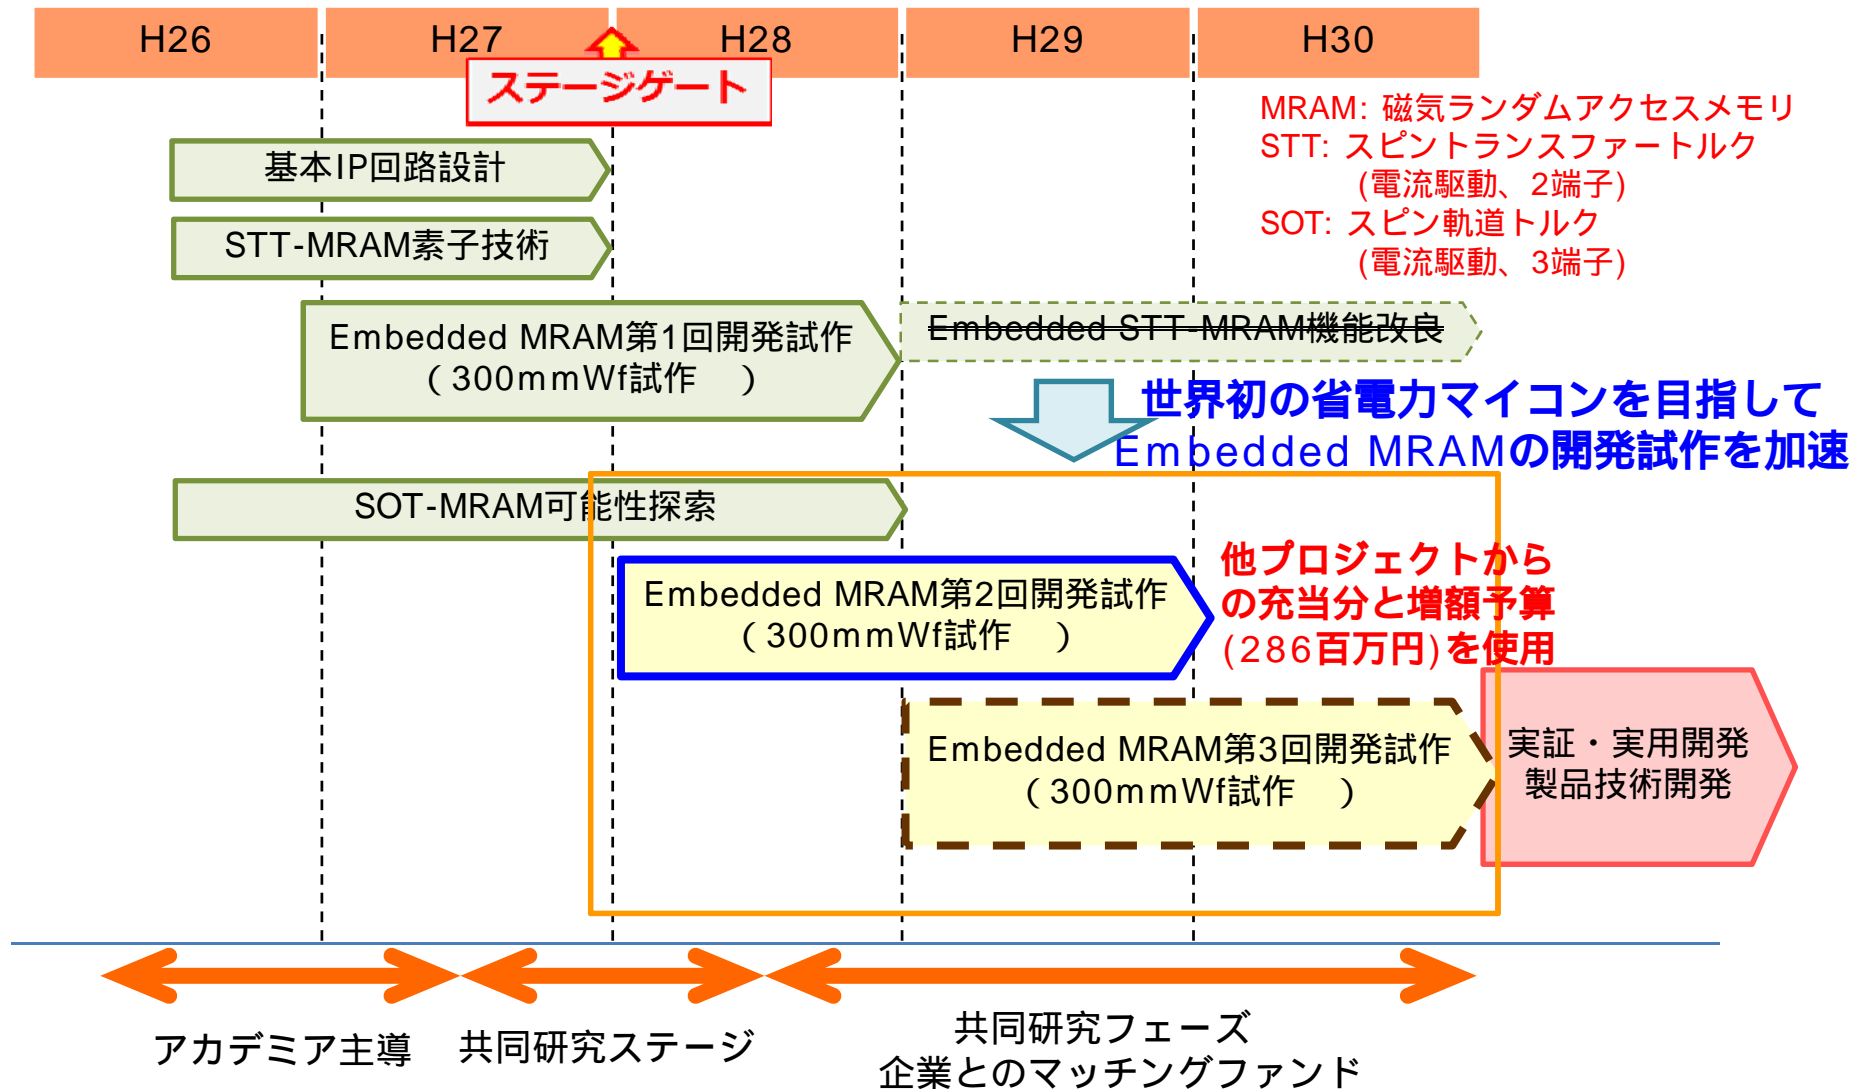 H26 H27 H28 H29 H30
ステージゲート
MRAM: 磁気ランダムアクセスメモリ
STT: スピントランスファートルク
(電流駆動、2端子)
SOT: スピン軌道トルク
(電流駆動、3端子)
基本IP回路設計
STT-MRAM素子技術
Embedded MRAM第1回開発試作
（300mmWf試作　）
Embedded STT-MRAM機能改良
世界初の省電力マイコンを目指して
Embedded MRAMの開発試作を加速
SOT-MRAM可能性探索
Embedded MRAM第2回開発試作
（300mmWf試作　）
他プロジェクトから
の充当分と増額予算
(286百万円)を使用
Embedded MRAM第3回開発試作
（300mmWf試作　）
実証・実用開発
製品技術開発
アカデミア主導
共同研究ステージ
共同研究フェーズ
企業とのマッチングファンド